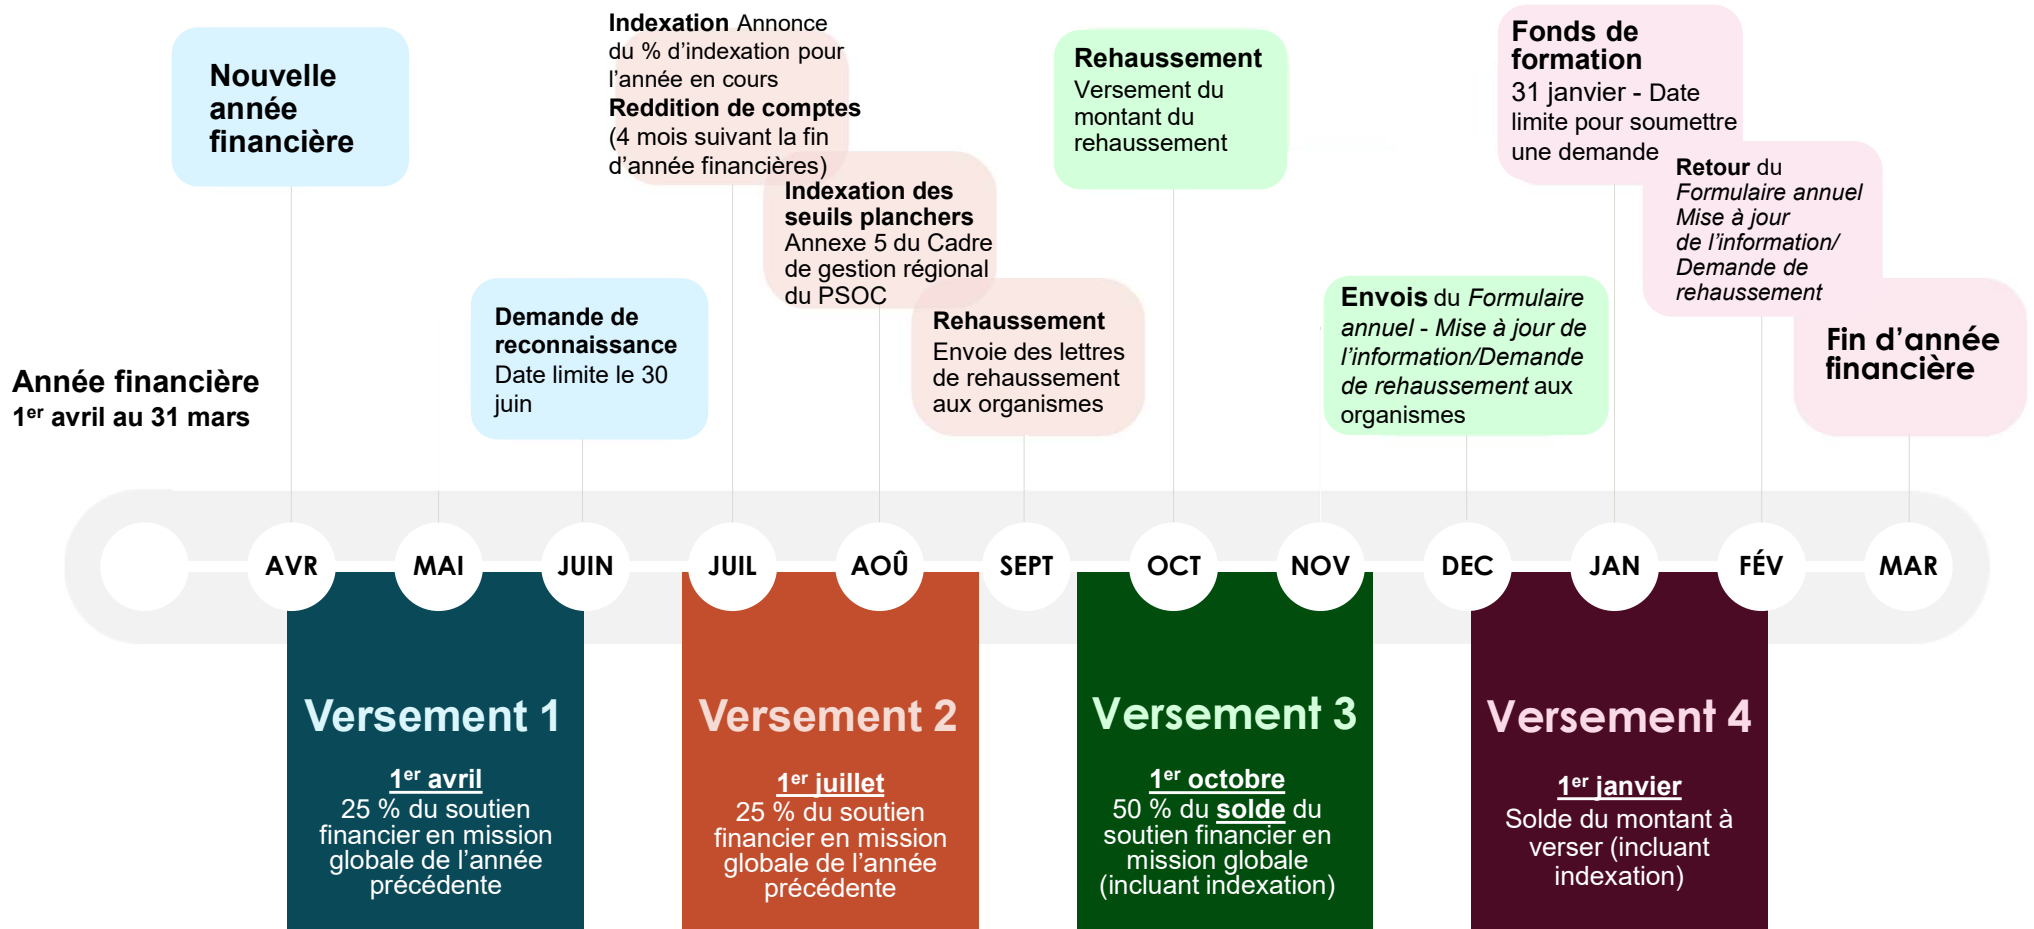 Nouvelle
année
financière
Indexation Annonce
du % d’indexation pour
l’année en cours
Reddition de comptes
(4 mois suivant la fin
d’année financières)
Indexation des
seuils planchers
Annexe 5 du Cadre
de gestion régional
du PSOC
Rehaussement
Versement du
montant du
rehaussement
Fonds de
formation
31 janvier - Date
limite pour soumettre
une demande
Retour du
Formulaire annuel
Mise à jour
de l’information/
Demande de
rehaussement
Année financière
1er avril au 31 mars
Demande de
reconnaissance
Date limite le 30
juin
Rehaussement
Envoie des lettres
de rehaussement
aux organismes
Envois du Formulaire
annuel - Mise à jour de
l’information/Demande
de rehaussement aux
organismes
Fin d’année
financière
AVR MAI JUIN JUIL AOÛ SEPT OCT NOV DEC JAN FÉV MAR
Versement 1
1er avril
25 % du soutien
financier en mission
globale de l’année
précédente
Versement 2
1er juillet
25 % du soutien
financier en mission
globale de l’année
précédente
Versement 3
1er octobre
50 % du solde du
soutien financier en
mission globale
(incluant indexation)
Versement 4
1er janvier
Solde du montant à
verser (incluant
indexation)